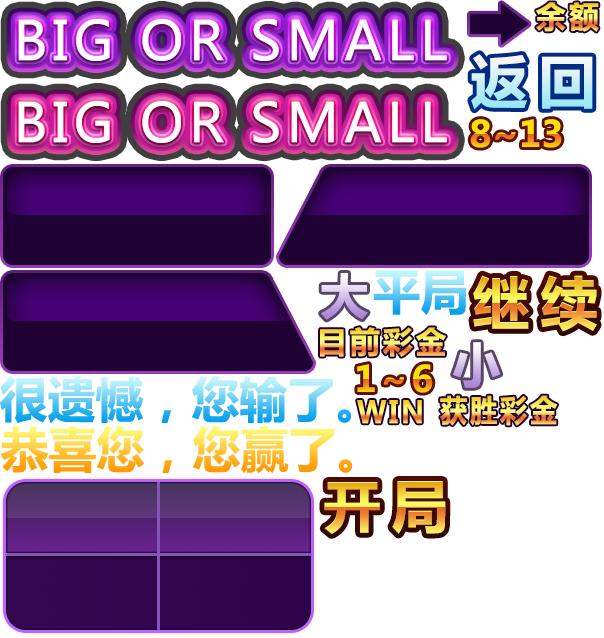 BIG OR SMALL
余额
返回
BIG OR SMALL
8~13
大
平局
继续
目前彩金
小
1~6
很遗憾，您输了。
WIN 获胜彩金
恭喜您，您赢了。
开局